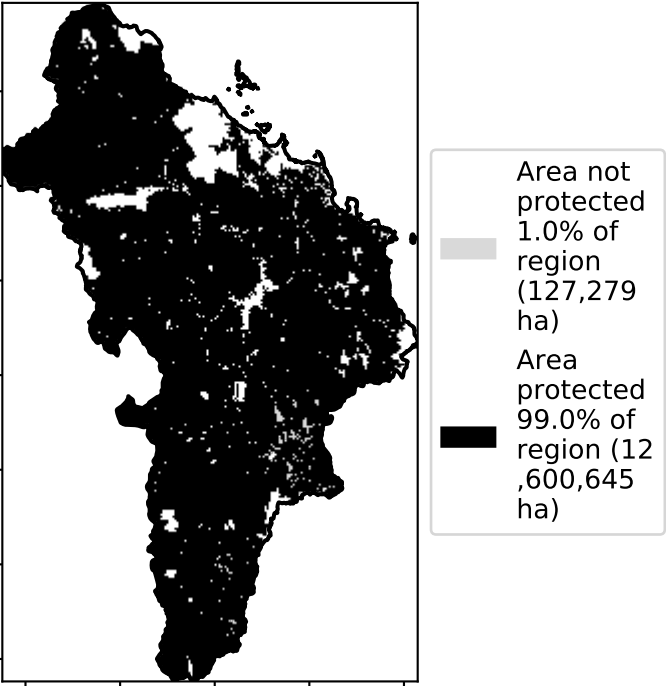 Area not
protected
1.0% of
region
(127,279
ha)
Area
protected
99.0% of
region (12
,600,645
ha)